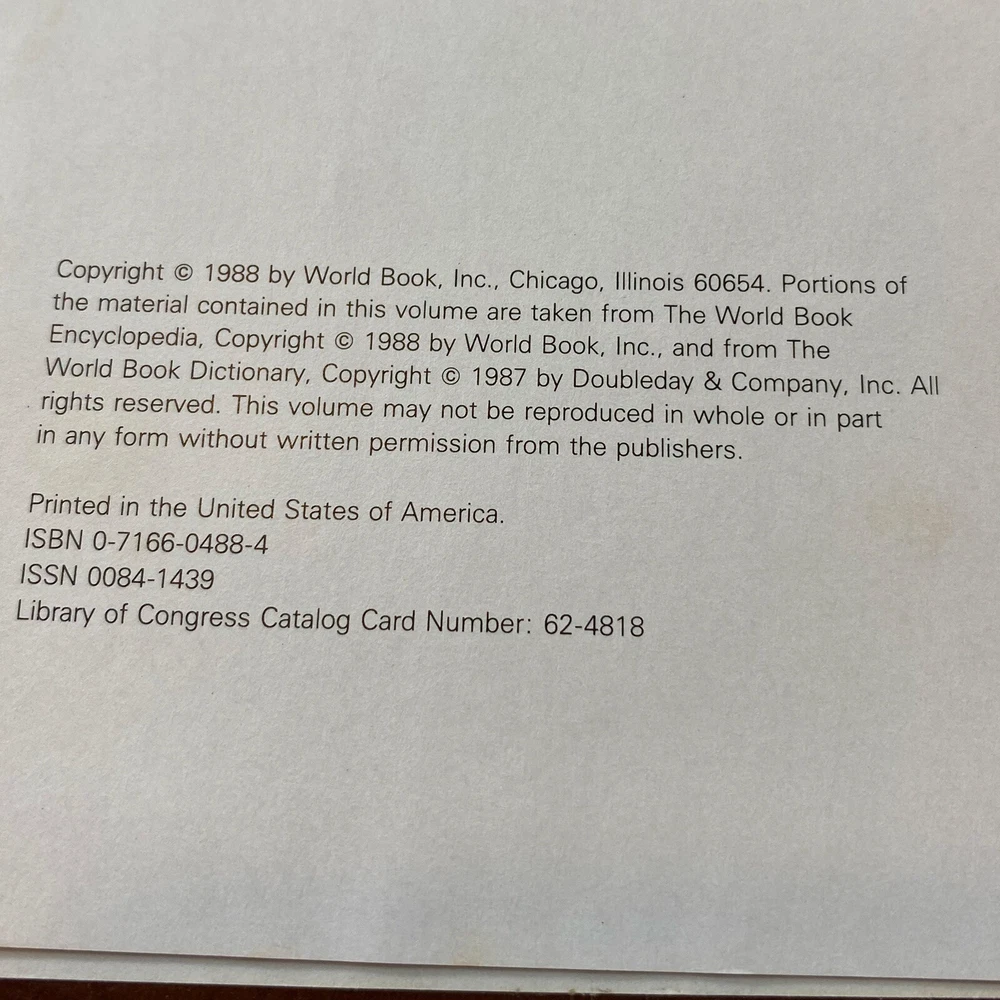 Copyright © 1988 by World Book, Inc., Chicago, Illinois 60654. Portions of
the material contained in this volume are taken from The World Book
Encyclopedia, Copyright © 1988 by World Book, Inc., and from The
World Book Dictionary, Copyright © 1987 by Doubleday & Company, Inc. All
rights reserved. This volume may not be reproduced in whole or in part
in any form without written permission from the publishers.
Printed in the United States of America.
ISBN 0-7166-0488-4
ISSN 0084-1439
Library of Congress Catalog Card Number: 62-4818